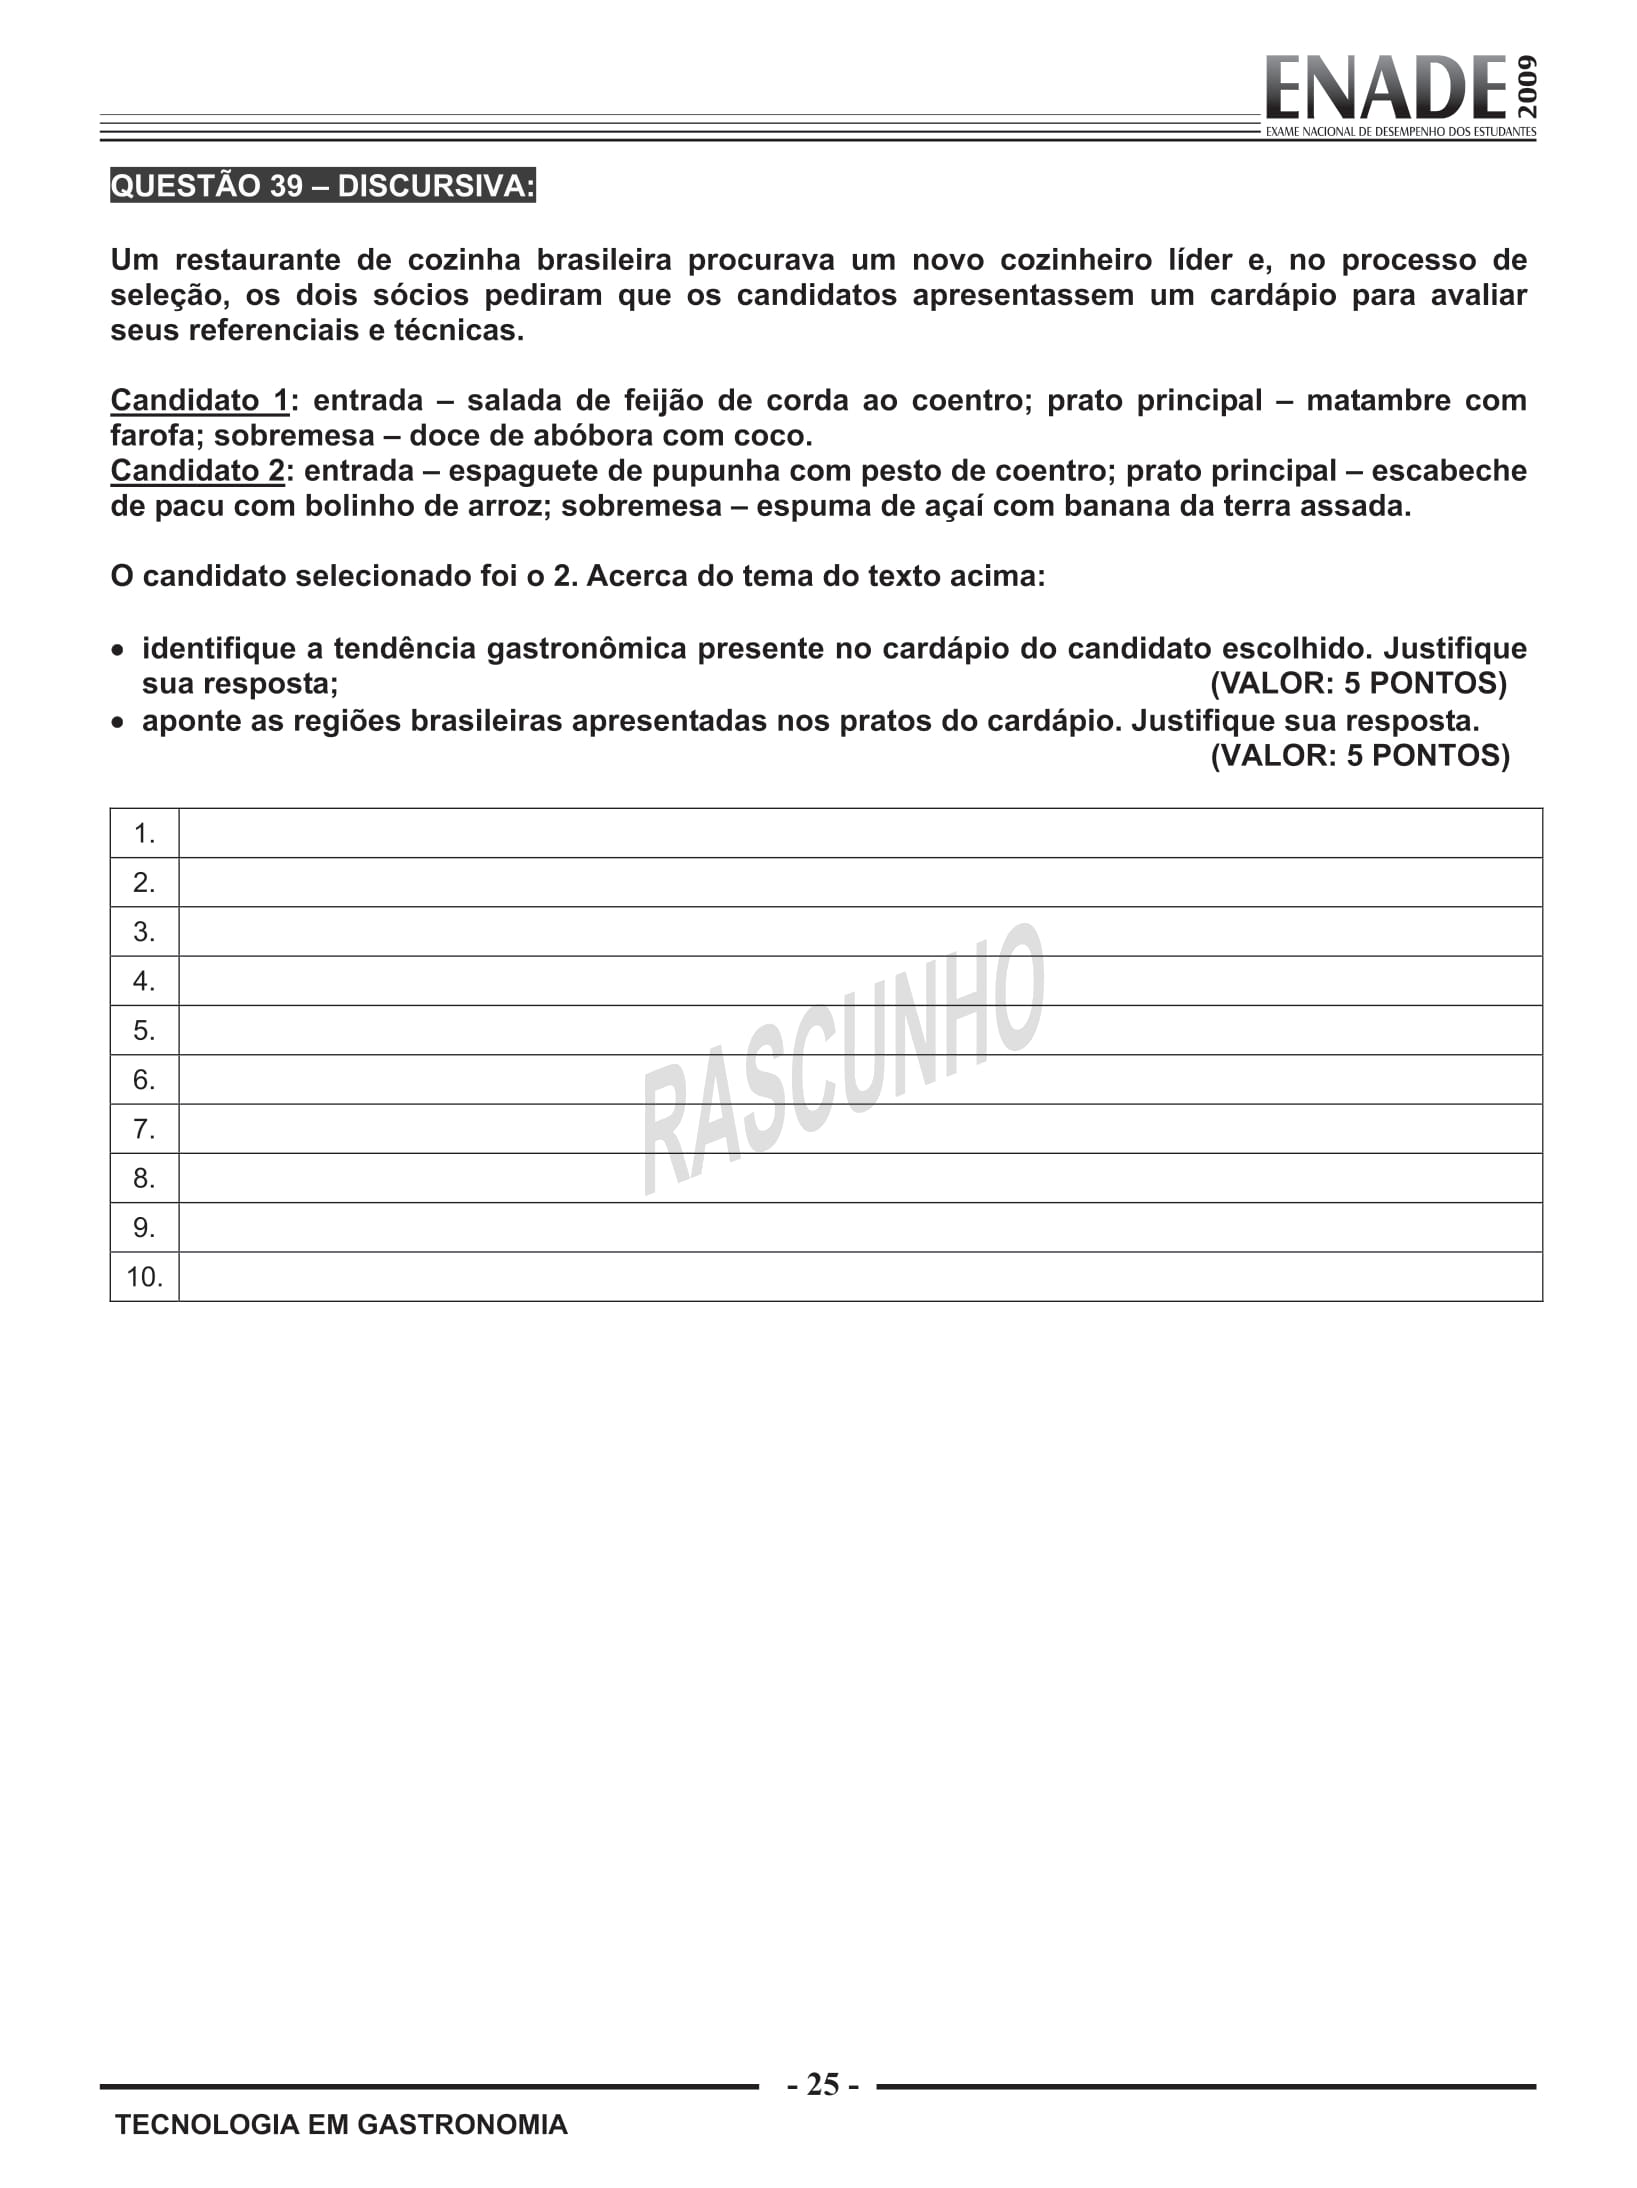 ENADE 2009
EXAME NACIONAL DE DESEMPENHO DOS ESTUDANTES
QUESTÃO 39 – DISCURSIVA:
Um restaurante de cozinha brasileira procurava um novo cozinheiro líder e, no processo de
seleção, os dois sócios pediram que os candidatos apresentassem um cardápio para avaliar
seus referenciais e técnicas.
Candidato 1: entrada – salada de feijão de corda ao coentro; prato principal – matambre com
farofa; sobremesa – doce de abóbora com coco.
Candidato 2: entrada – espaguete de pupunha com pesto de coentro; prato principal – escabeche
de pacu com bolinho de arroz; sobremesa – espuma de açaí com banana da terra assada.
O candidato selecionado foi o 2. Acerca do tema do texto acima:
• identifique a tendência gastronômica presente no cardápio do candidato escolhido. Justifique
sua resposta; (VALOR: 5 PONTOS)
• aponte as regiões brasileiras apresentadas nos pratos do cardápio. Justifique sua resposta.
(VALOR: 5 PONTOS)
1.
2.
3.
4.
5.
6.
7.
8.
9.
10.
RASCUNHO
- 25 -
TECNOLOGIA EM GASTRONOMIA